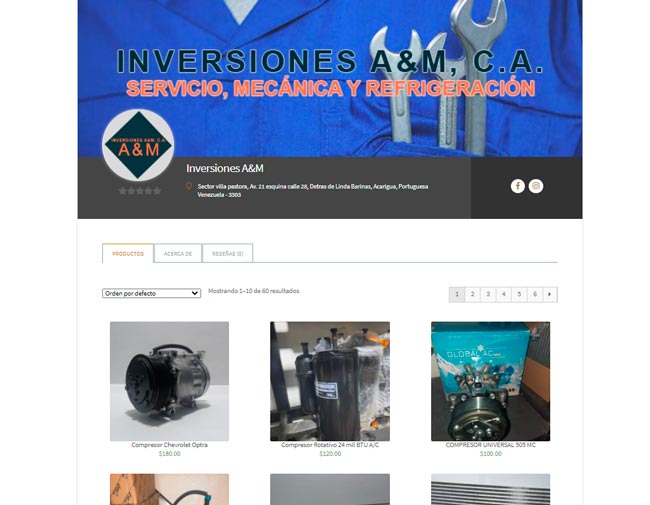 INVERSIONES A&M, C.A.
SERVICIO, MECÁNICA Y REFRIGERACIÓN
INVERSIONES A&M, C.A
A&M
Inversiones A&M
Sector villa pastora, Av. 21 esquina calle 28, Detras de Linda Barinas, Acarigua, Portuguesa
Venezuela - 3303
PRODUCTOS
ACERCA DE
RESEÑAS (0)
Orden por defecto
Mostrando 1–10 de 60 resultados
1 2 3 4 5 6
GLOBAL AC
Compresor Chevrolet Optra
$180.00
Compresor Rotativo 24 mil BTU A/C
$120.00
COMPRESOR UNIVERSAL 505 MC
$100.00